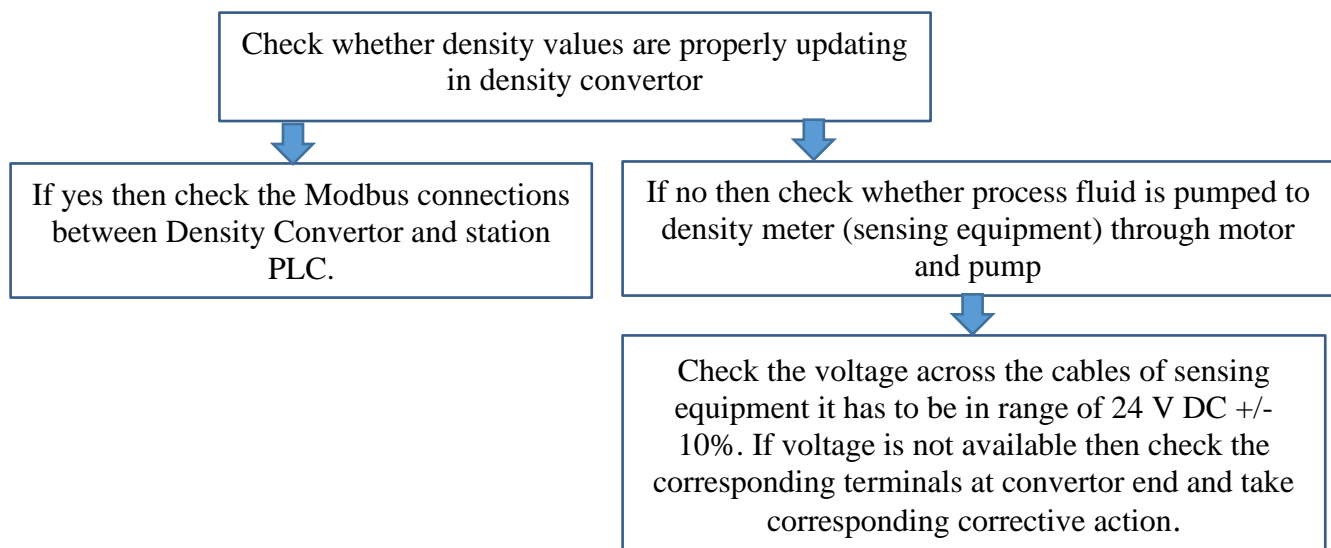 Check whether density values are properly updating
in density convertor
If yes then check the Modbus connections
between Density Convertor and station
PLC.
If no then check whether process fluid is pumped to
density meter (sensing equipment) through motor
and pump
Check the voltage across the cables of sensing
equipment it has to be in range of 24 V DC +/-
10%. If voltage is not available then check the
corresponding terminals at convertor end and take
corresponding corrective action.